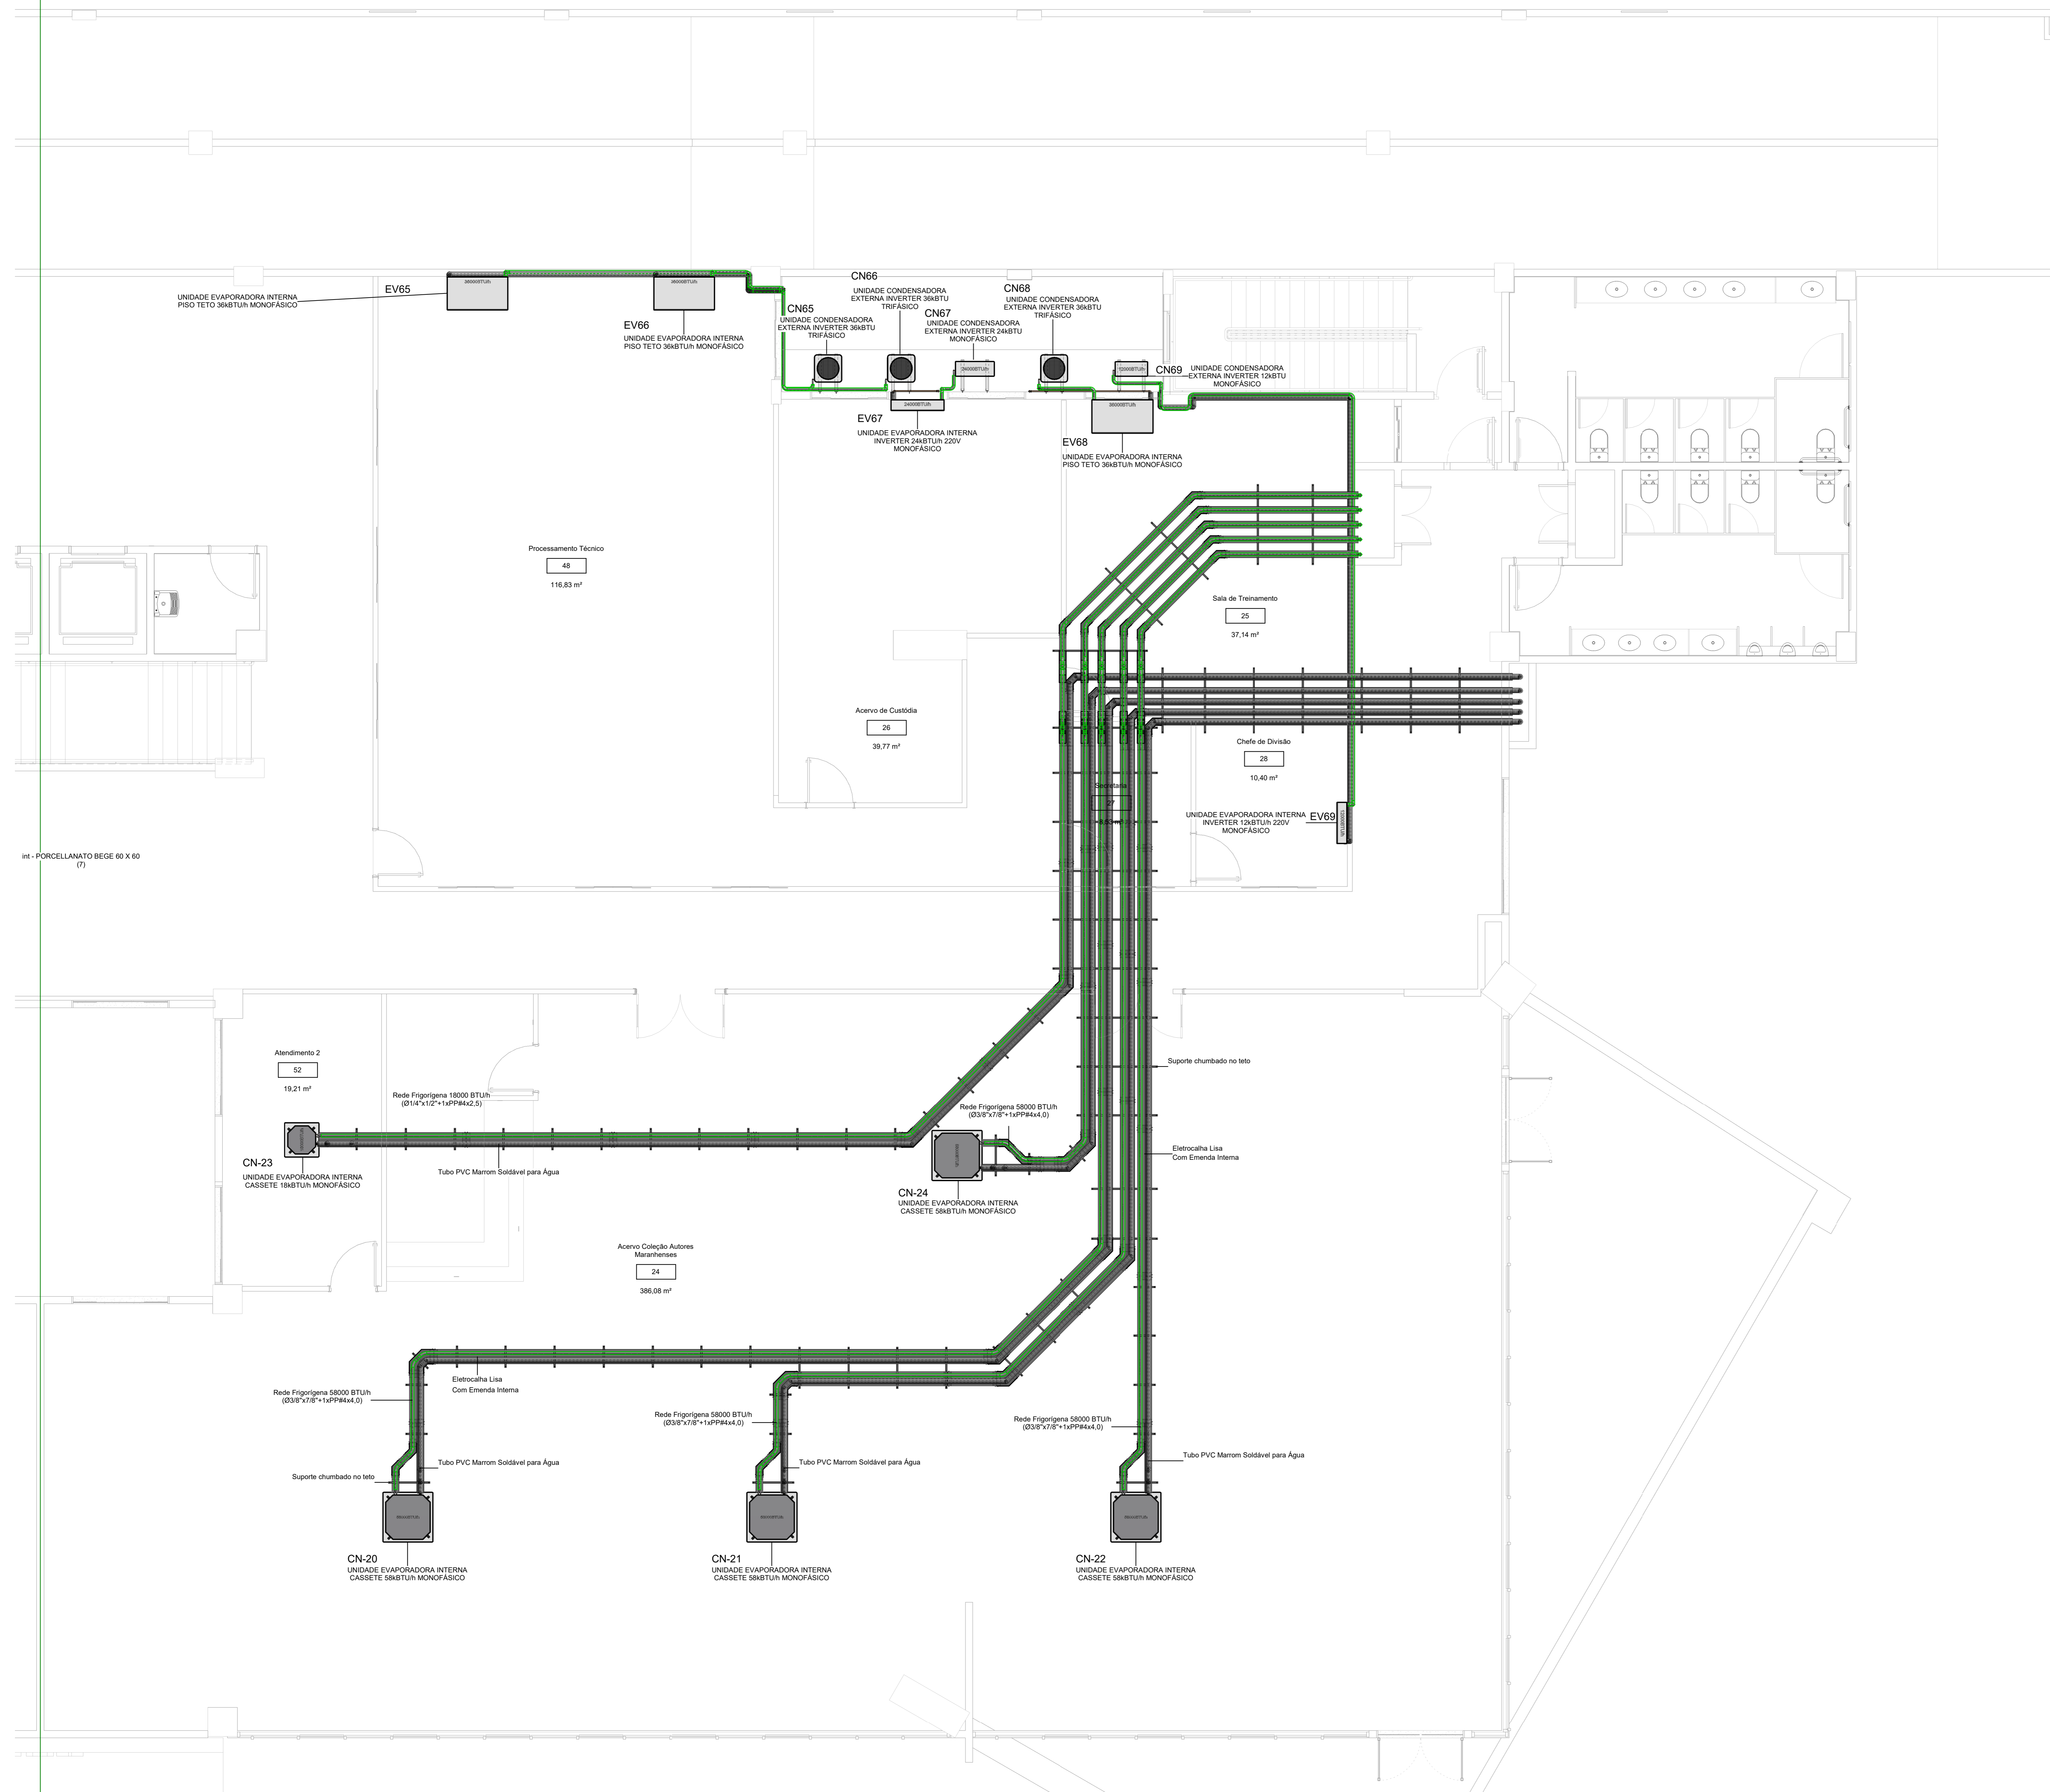 CN66
UNIDADE CONDENSADORA
EXTERNA INVERTER 36kBTU
TRIFÁSICO
CN68
UNIDADE CONDENSADORA
EXTERNA INVERTER 36kBTU
TRIFÁSICO
EV65
UNIDADE EVAPORADORA INTERNA
PISO TETO 36kBTU/h MONOFÁSICO
36000BTU/h
36000BTU/h
EV66
UNIDADE EVAPORADORA INTERNA
PISO TETO 36kBTU/h MONOFÁSICO
CN65
UNIDADE CONDENSADORA
EXTERNA INVERTER 36kBTU
TRIFÁSICO
CN67
UNIDADE CONDENSADORA
EXTERNA INVERTER 24kBTU
MONOFÁSICO
24000BTU/h
12000BTU/h
CN69
UNIDADE CONDENSADORA
EXTERNA INVERTER 12kBTU
MONOFÁSICO
24000BTU/h
36000BTU/h
EV67
UNIDADE EVAPORADORA INTERNA
INVERTER 24kBTU/h 220V
MONOFÁSICO
EV68
UNIDADE EVAPORADORA INTERNA
PISO TETO 36kBTU/h MONOFÁSICO
Processamento Técnico
48
116,83 m²
Sala de Treinamento
25
37,14 m²
Acervo de Custódia
26
39,77 m²
Chefe de Divisão
28
10,40 m²
Secretaria
27
UNIDADE EVAPORADORA INTERNA
INVERTER 12kBTU/h 220V
MONOFÁSICO
EV69
12000BTU/h
int - PORCELLANATO BEGE 60 X 60
(7)
Atendimento 2
52
19,21 m²
Rede Frigorígena 18000 BTU/h
(Ø1/4"x1/2"+1xPP#4x2,5)
Suporte chumbado no teto
Rede Frigorígena 58000 BTU/h
(Ø3/8"x7/8"+1xPP#4x4,0)
Eletrocalha Lisa
Com Emenda Interna
CN-23
UNIDADE EVAPORADORA INTERNA
CASSETE 18kBTU/h MONOFÁSICO
Tubo PVC Marrom Soldável para Água
CN-24
UNIDADE EVAPORADORA INTERNA
CASSETE 58kBTU/h MONOFÁSICO
Acervo Coleção Autores
Maranhenses
24
386,08 m²
Eletrocalha Lisa
Com Emenda Interna
Rede Frigorígena 58000 BTU/h
(Ø3/8"x7/8"+1xPP#4x4,0)
Rede Frigorígena 58000 BTU/h
(Ø3/8"x7/8"+1xPP#4x4,0)
Rede Frigorígena 58000 BTU/h
(Ø3/8"x7/8"+1xPP#4x4,0)
Tubo PVC Marrom Soldável para Água
Tubo PVC Marrom Soldável para Água
Tubo PVC Marrom Soldável para Água
Suporte chumbado no teto
CN-20
UNIDADE EVAPORADORA INTERNA
CASSETE 58kBTU/h MONOFÁSICO
CN-21
UNIDADE EVAPORADORA INTERNA
CASSETE 58kBTU/h MONOFÁSICO
CN-22
UNIDADE EVAPORADORA INTERNA
CASSETE 58kBTU/h MONOFÁSICO